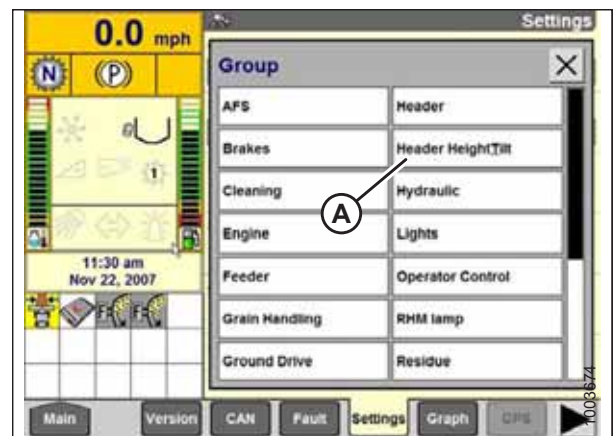 0.0 mph
Settings
N
(P)
Group
AFS
Header
Brakes
Header Height/Tilt
1
Cleaning
Hydraulic
A
Engine
Lights
11:30 am
Nov 22, 2007
Feeder
Operator Control
Grain Handling
RHM lamp
Ground Drive
Residue
Main
Version
CAN
Fault
Settings
Graph
GPS
1003674